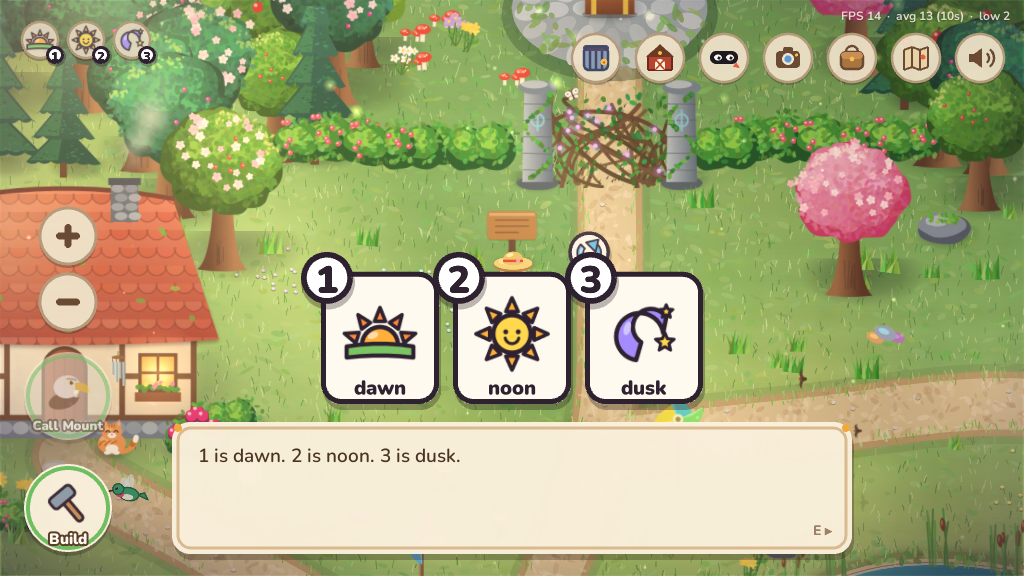 FPS 14 · avg 13 (10s) · low 2
1 2 3
1 2 3
dawn noon dusk
Call Mount
1 is dawn. 2 is noon. 3 is dusk.
E ▸
Build